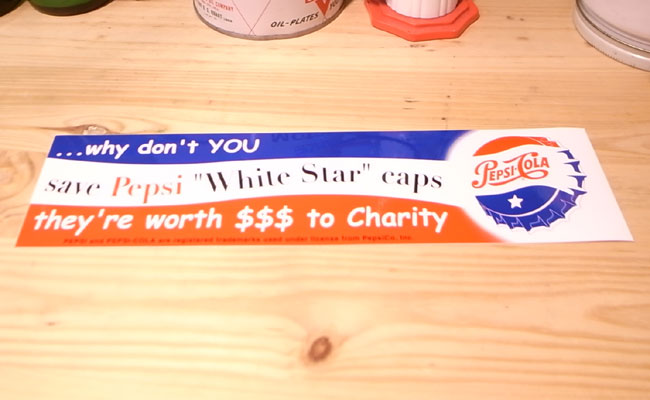 OIL-PLATES
...why don't YOU
save Pepsi "White Star" caps
they're worth $$$ to Charity
PEPSI and PEPSI-COLA are registered trademarks used under license from PepsiCo, Inc.
PEPSI-COLA